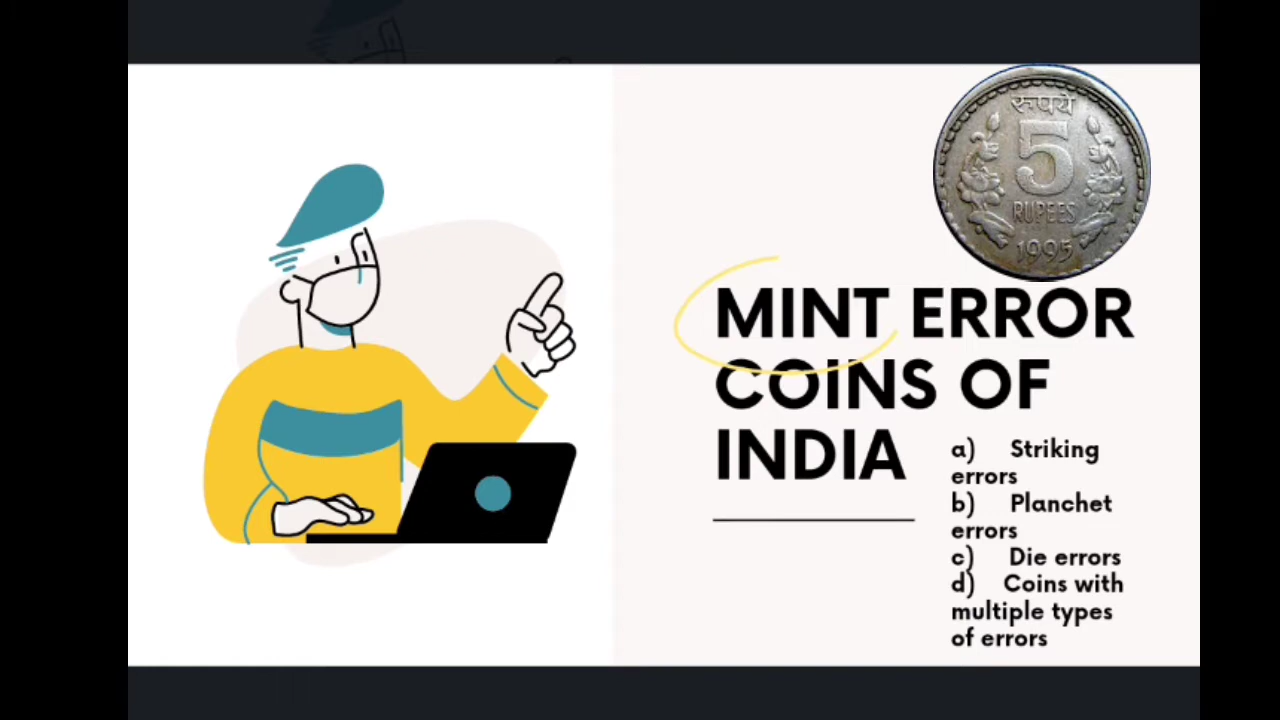 रुपये
5
RUPEES
1995
MINT ERROR
COINS OF
INDIA
a) Striking
errors
b) Planchet
errors
c) Die errors
d) Coins with
multiple types
of errors